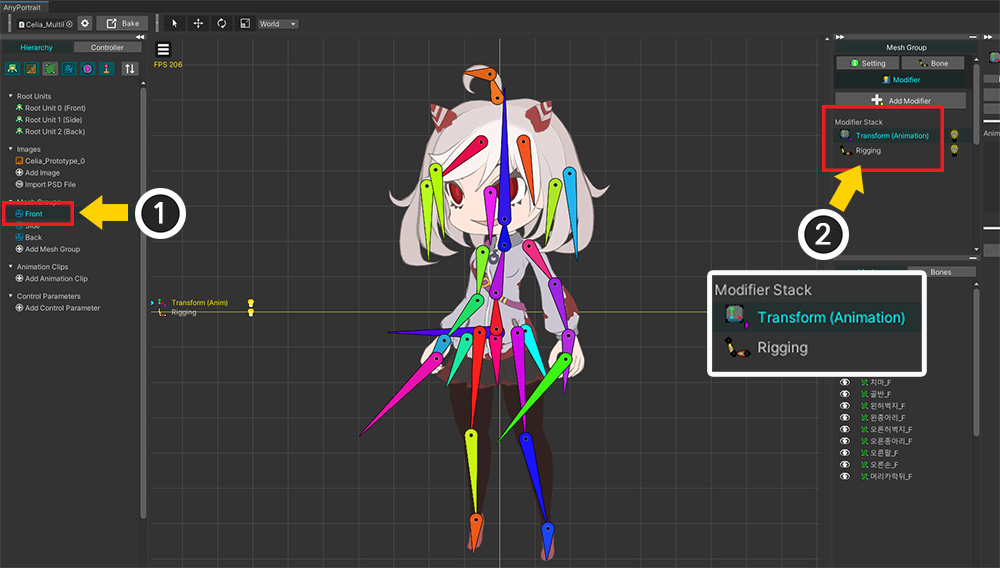 AnyPortrait
Celia_Multif
Bake
World
Hierarchy
Controller
FPS 206
Root Units
Root Unit 0 (Front)
Root Unit 1 (Side)
Root Unit 2 (Back)
Images
Celia_Prototype_0
Add Image
Import PSD File
Mesh Groups
Front
Side
Back
Add Mesh Group
Animation Clips
Add Animation Clip
Control Parameters
Add Control Parameter
1
Transform (Anim)
Rigging
Mesh Group
Setting
Bone
Modifier
Add Modifier
Modifier Stack
Transform (Animation)
Rigging
Anim
2
Bones
Modifier Stack
Transform (Animation)
Rigging
치마_F
골반_F
왼허벅지_F
왼종아리_F
오른허벅지_F
오른종아리_F
오른팔_F
오른손_F
머리카락뒤_F